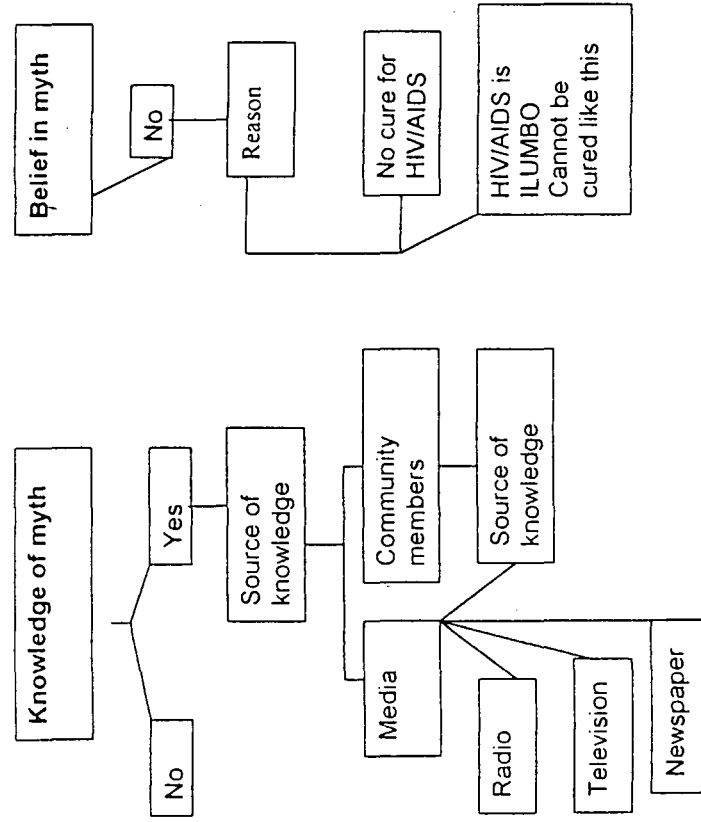 Knowledge of myth
No
Yes
Source of
knowledge
Media
Community
members
Source of
knowledge
Radio
Television
Newspaper
Belief in myth
No
Reason
No cure for
HIV/AIDS
HIV/AIDS is
ILUMBO
Cannot be
cured like this